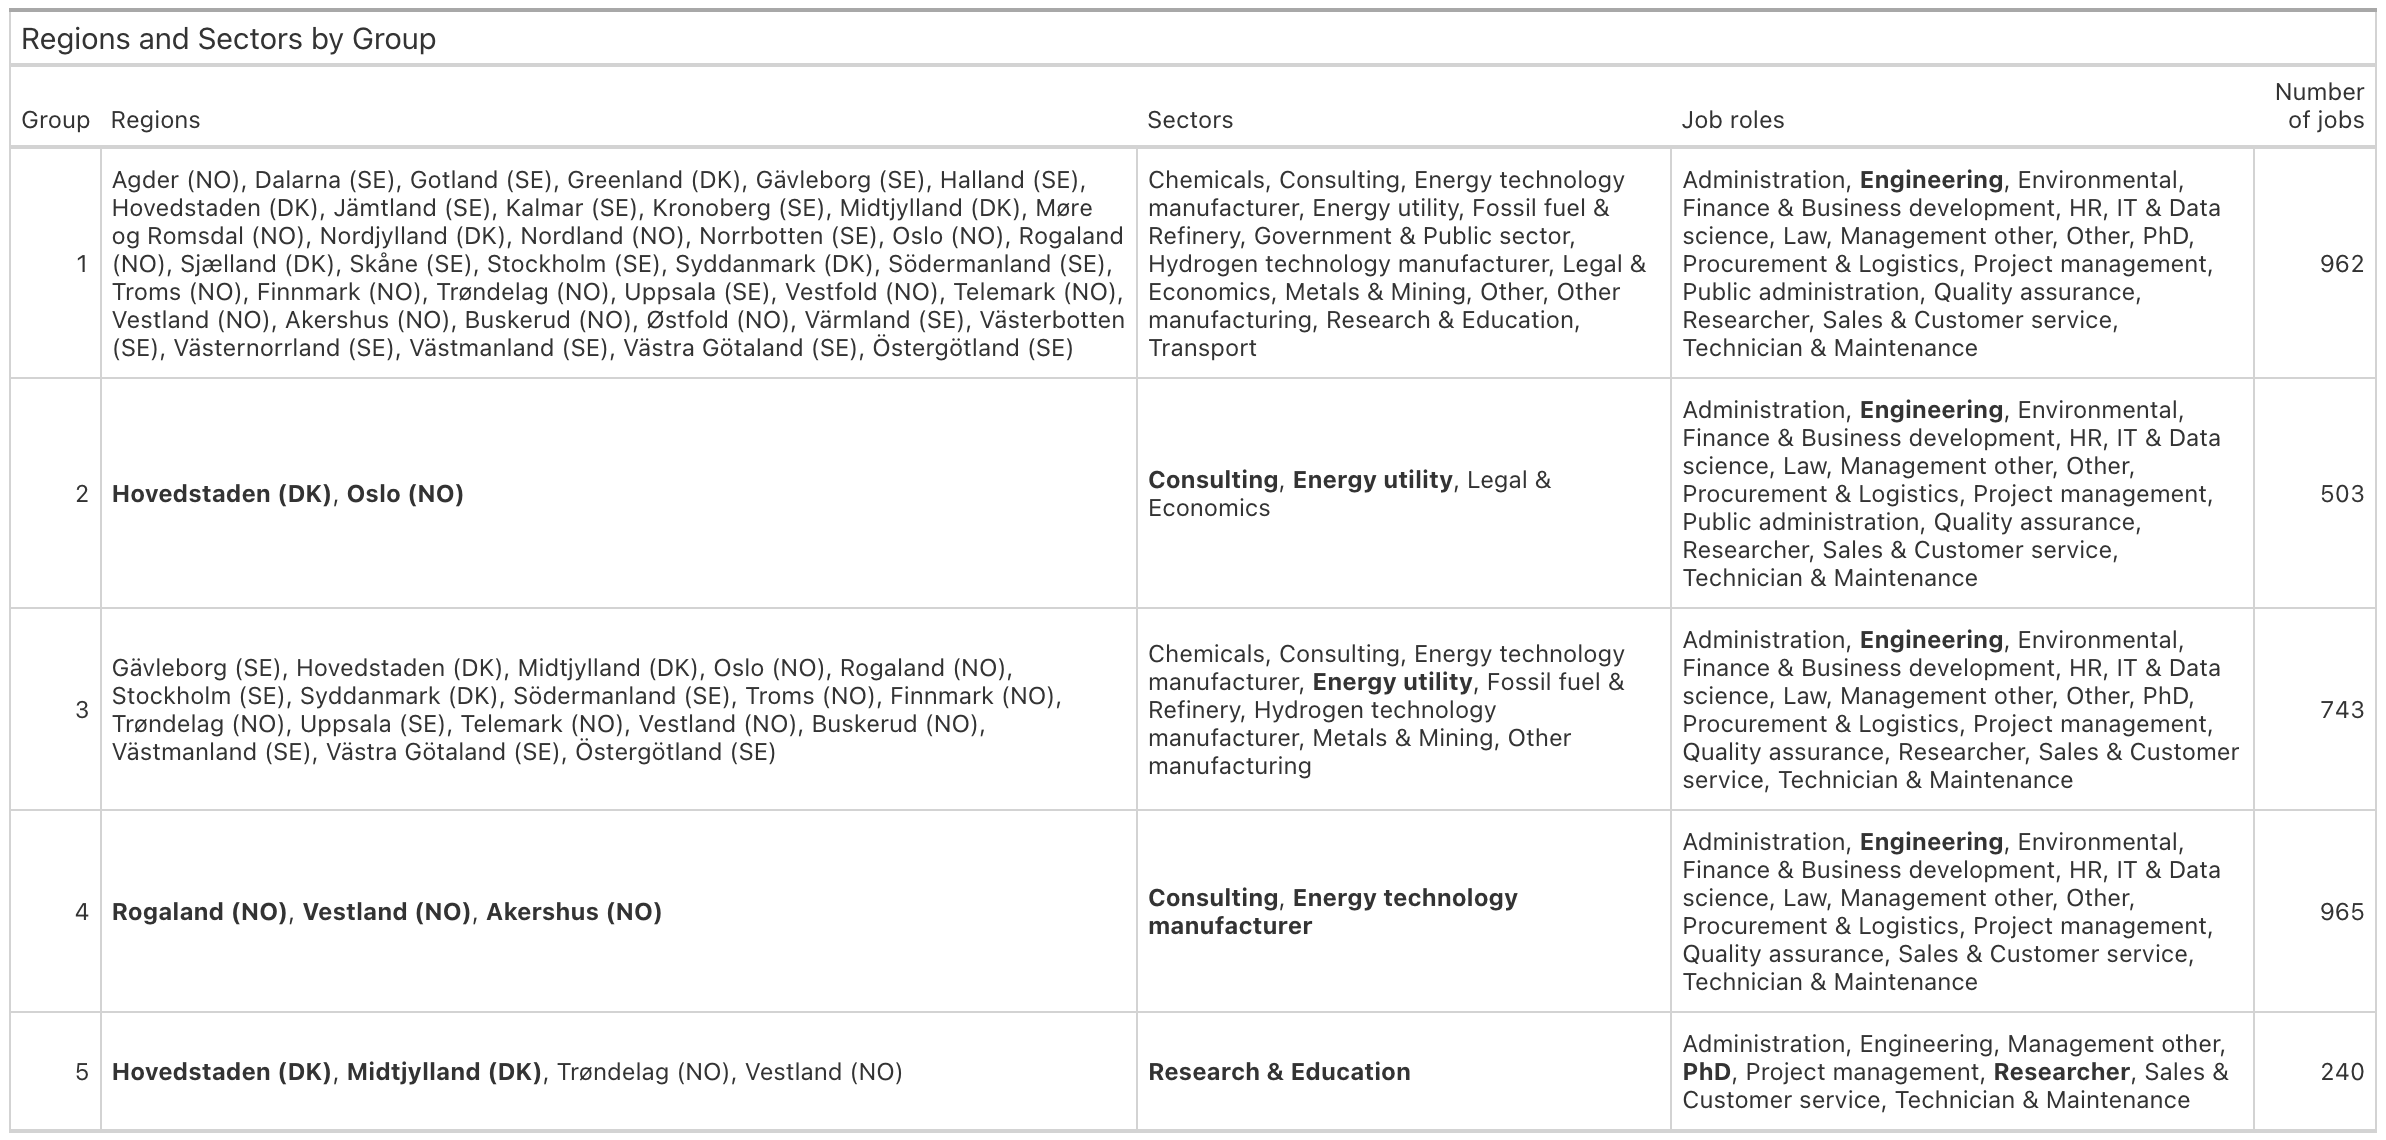 Regions and Sectors by Group
Group Regions Sectors Job roles Number of jobs
1
Agder (NO), Dalarna (SE), Gotland (SE), Greenland (DK), Gävleborg (SE), Halland (SE),
Hovedstaden (DK), Jämtland (SE), Kalmar (SE), Kronoberg (SE), Midtjylland (DK), Møre
og Romsdal (NO), Nordjylland (DK), Nordland (NO), Norrbotten (SE), Oslo (NO), Rogaland
(NO), Sjælland (DK), Skåne (SE), Stockholm (SE), Syddanmark (DK), Södermanland (SE),
Troms (NO), Finnmark (NO), Trøndelag (NO), Uppsala (SE), Vestfold (NO), Telemark (NO),
Vestland (NO), Akershus (NO), Buskerud (NO), Østfold (NO), Värmland (SE), Västerbotten
(SE), Västernorrland (SE), Västmanland (SE), Västra Götaland (SE), Östergötland (SE)
Chemicals, Consulting, Energy technology
manufacturer, Energy utility, Fossil fuel &
Refinery, Government & Public sector,
Hydrogen technology manufacturer, Legal &
Economics, Metals & Mining, Other, Other
manufacturing, Research & Education,
Transport
Administration, Engineering, Environmental,
Finance & Business development, HR, IT & Data
science, Law, Management other, Other, PhD,
Procurement & Logistics, Project management,
Public administration, Quality assurance,
Researcher, Sales & Customer service,
Technician & Maintenance
962
2
Hovedstaden (DK), Oslo (NO)
Consulting, Energy utility, Legal &
Economics
Administration, Engineering, Environmental,
Finance & Business development, HR, IT & Data
science, Law, Management other, Other,
Procurement & Logistics, Project management,
Public administration, Quality assurance,
Researcher, Sales & Customer service,
Technician & Maintenance
503
3
Gävleborg (SE), Hovedstaden (DK), Midtjylland (DK), Oslo (NO), Rogaland (NO),
Stockholm (SE), Syddanmark (DK), Södermanland (SE), Troms (NO), Finnmark (NO),
Trøndelag (NO), Uppsala (SE), Telemark (NO), Vestland (NO), Buskerud (NO),
Västmanland (SE), Västra Götaland (SE), Östergötland (SE)
Chemicals, Consulting, Energy technology
manufacturer, Energy utility, Fossil fuel &
Refinery, Hydrogen technology
manufacturer, Metals & Mining, Other
manufacturing
Administration, Engineering, Environmental,
Finance & Business development, HR, IT & Data
science, Law, Management other, Other, PhD,
Procurement & Logistics, Project management,
Quality assurance, Researcher, Sales & Customer
service, Technician & Maintenance
743
4
Rogaland (NO), Vestland (NO), Akershus (NO)
Consulting, Energy technology
manufacturer
Administration, Engineering, Environmental,
Finance & Business development, HR, IT & Data
science, Law, Management other, Other,
Procurement & Logistics, Project management,
Quality assurance, Sales & Customer service,
Technician & Maintenance
965
5
Hovedstaden (DK), Midtjylland (DK), Trøndelag (NO), Vestland (NO)
Research & Education
Administration, Engineering, Management other,
PhD, Project management, Researcher, Sales &
Customer service, Technician & Maintenance
240